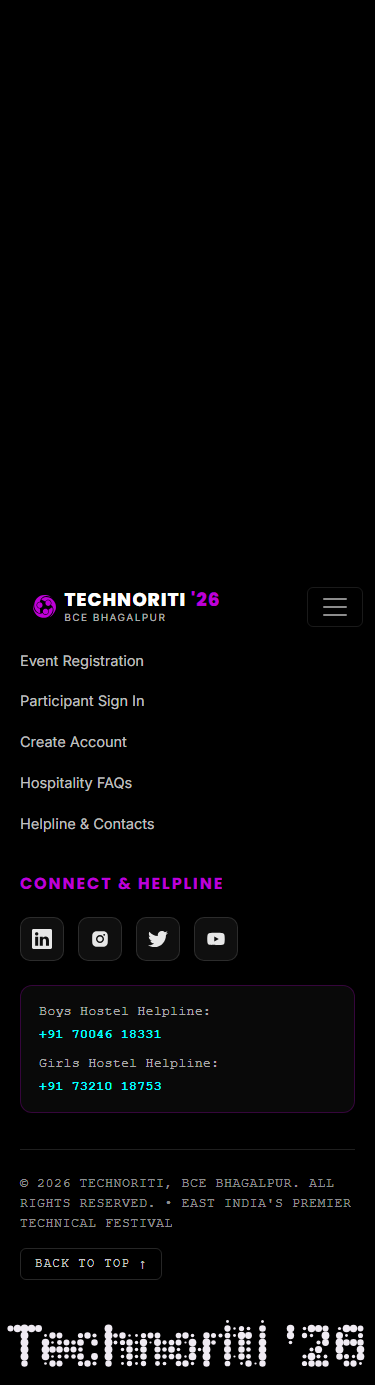 TECHNORITI '26
BCE BHAGALPUR
Event Registration
Participant Sign In
Create Account
Hospitality FAQs
Helpline & Contacts
CONNECT & HELPLINE
Boys Hostel Helpline:
+91 70046 18331
Girls Hostel Helpline:
+91 73210 18753
© 2026 TECHNORITI, BCE BHAGALPUR. ALL
RIGHTS RESERVED. • EAST INDIA'S PREMIER
TECHNICAL FESTIVAL
BACK TO TOP ↑
Technoriti '26